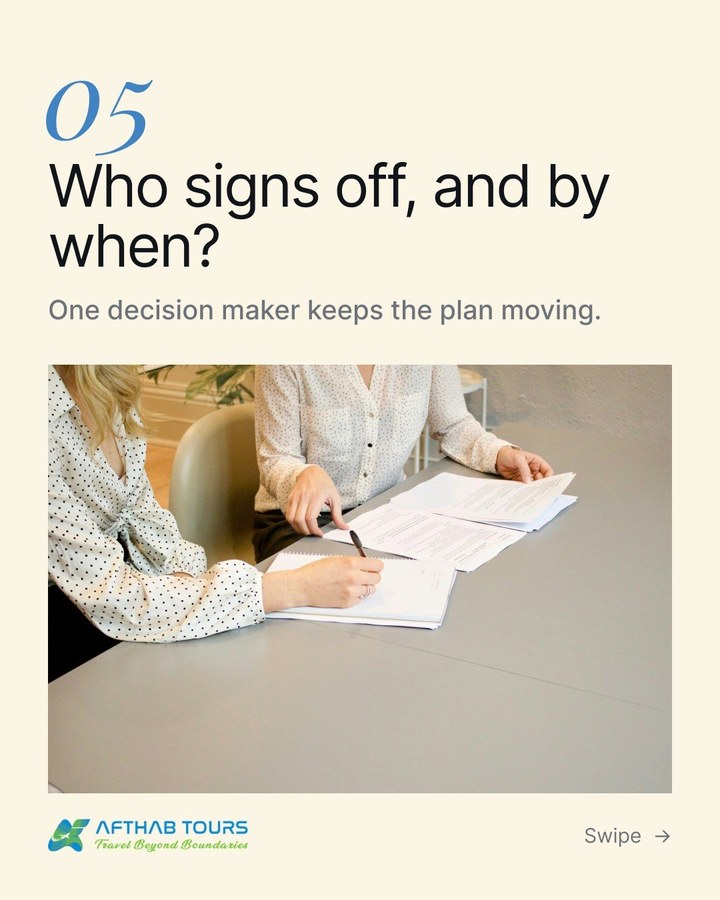 05
Who signs off, and by
when?
One decision maker keeps the plan moving.
AFTHAB TOURS
Travel Beyond Boundaries
Swipe →